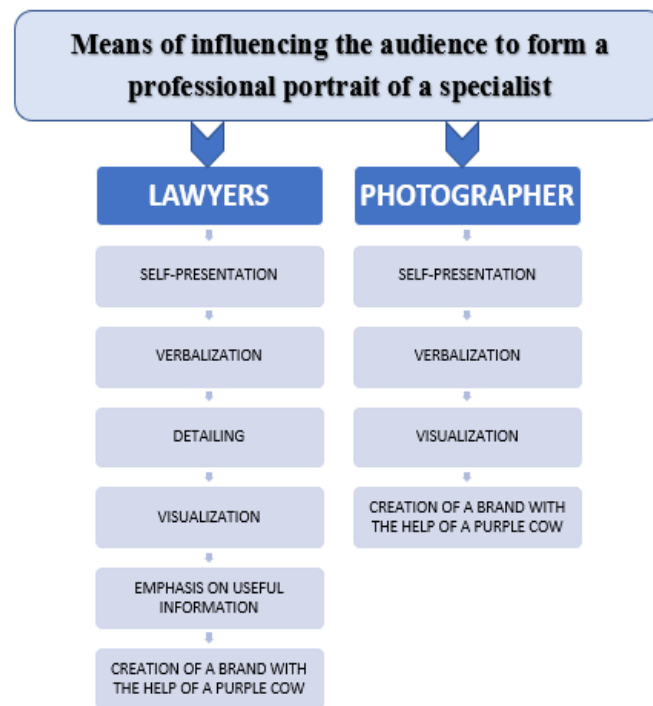 Means of influencing the audience to form a
professional portrait of a specialist
LAWYERS
SELF-PRESENTATION
VERBALIZATION
DETAILING
VISUALIZATION
EMPHASIS ON USEFUL
INFORMATION
CREATION OF A BRAND WITH
THE HELP OF A PURPLE COW
PHOTOGRAPHER
SELF-PRESENTATION
VERBALIZATION
VISUALIZATION
CREATION OF A BRAND WITH
THE HELP OF A PURPLE COW